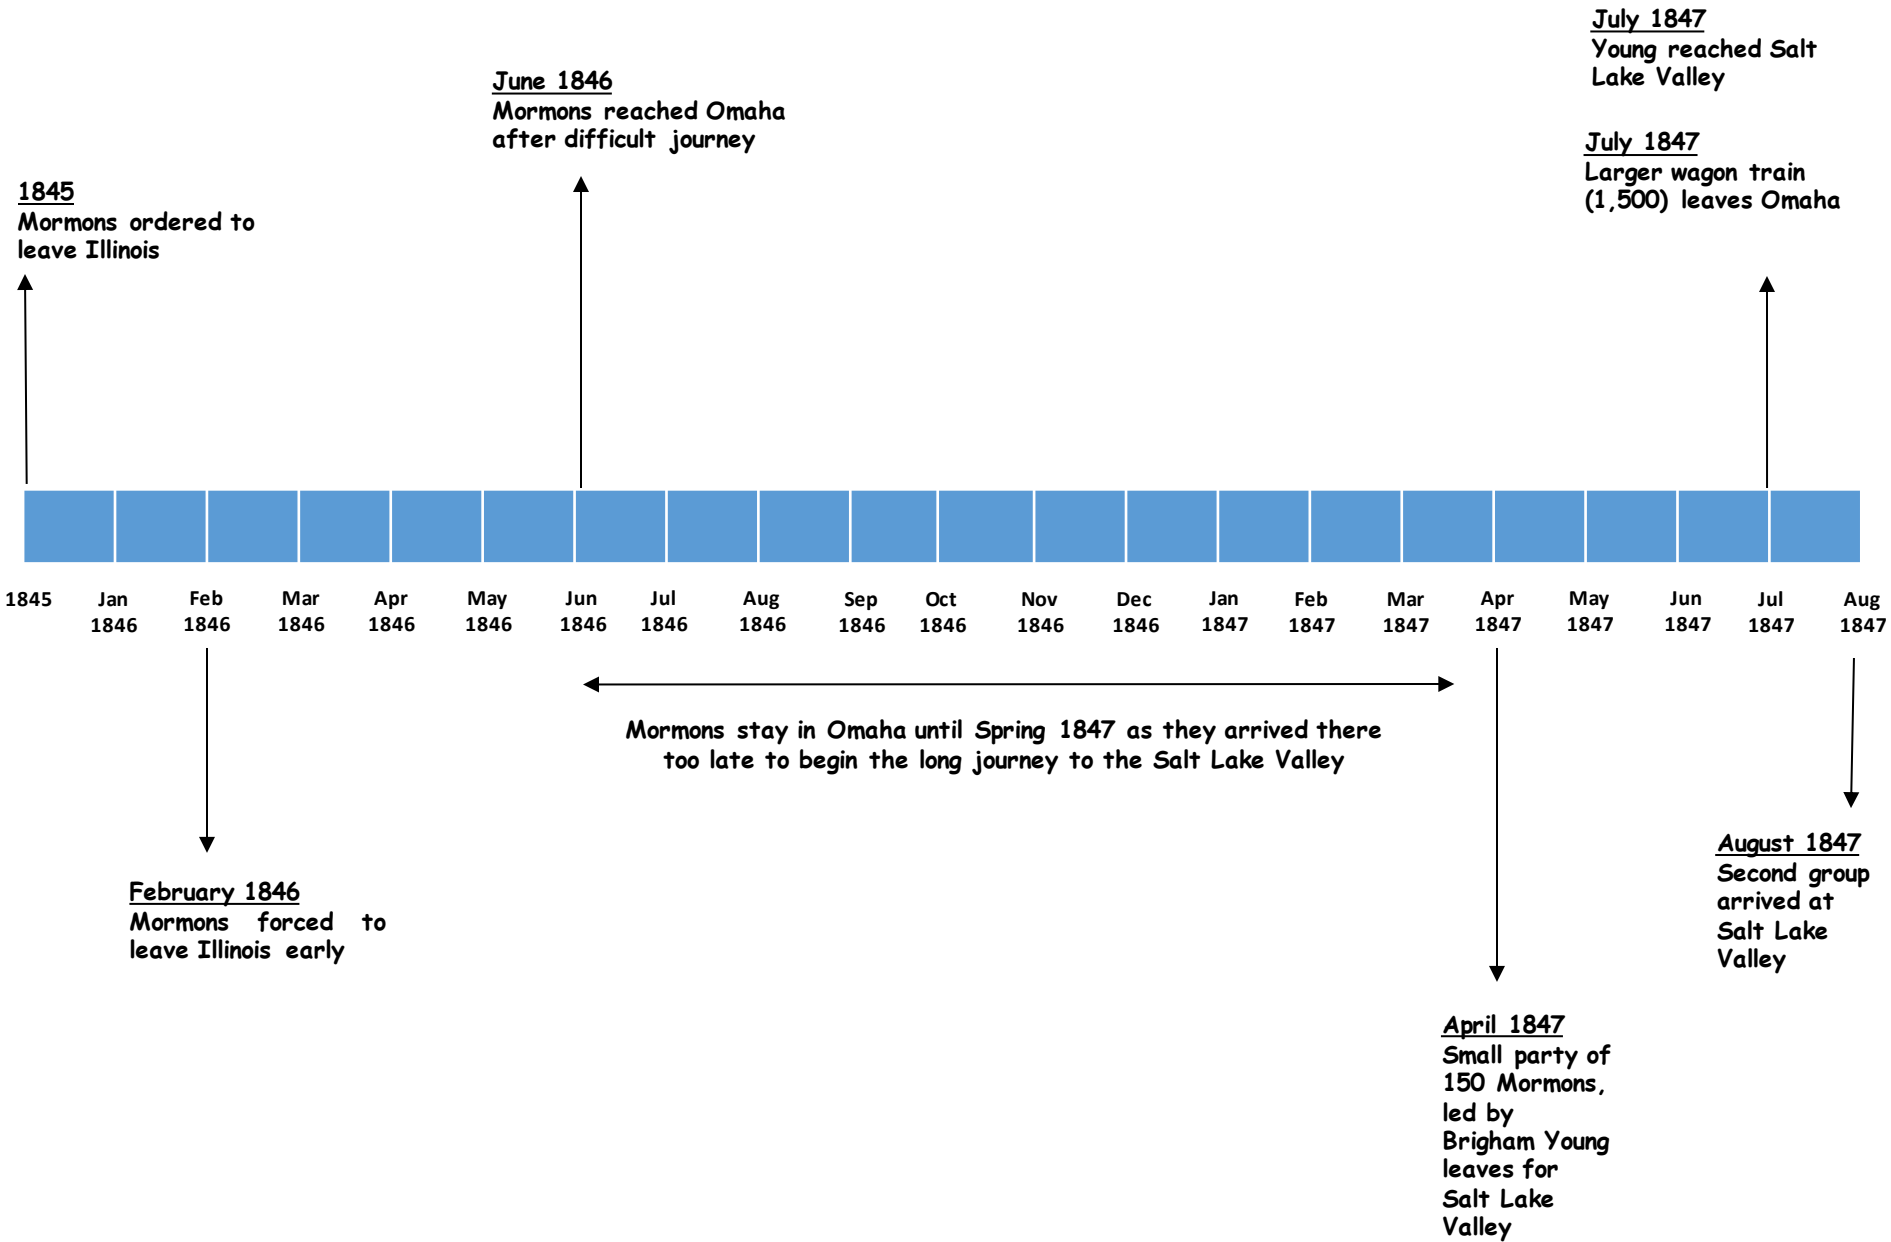 July 1847
Young reached Salt
Lake Valley
June 1846
Mormons reached Omaha
after difficult journey
July 1847
Larger wagon train
(1,500) leaves Omaha
1845
Mormons ordered to
leave Illinois
1845 Jan Feb Mar Apr May Jun Jul Aug Sep Oct Nov Dec Jan Feb Mar Apr May Jun Jul Aug
1846 1846 1846 1846 1846 1846 1846 1846 1846 1846 1846 1846 1847 1847 1847 1847 1847 1847 1847 1847
Mormons stay in Omaha until Spring 1847 as they arrived there
too late to begin the long journey to the Salt Lake Valley
February 1846
Mormons forced to
leave Illinois early
August 1847
Second group
arrived at
Salt Lake
Valley
April 1847
Small party of
150 Mormons,
led by
Brigham Young
leaves for
Salt Lake
Valley